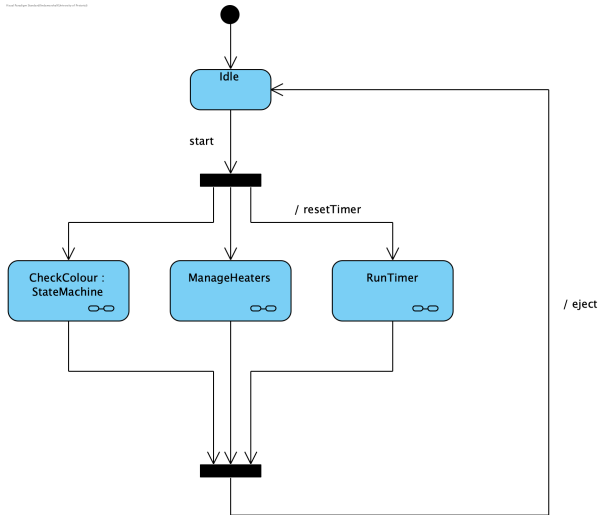 Idle
start
/ resetTimer
CheckColour :
StateMachine
ManageHeaters
RunTimer
/ eject